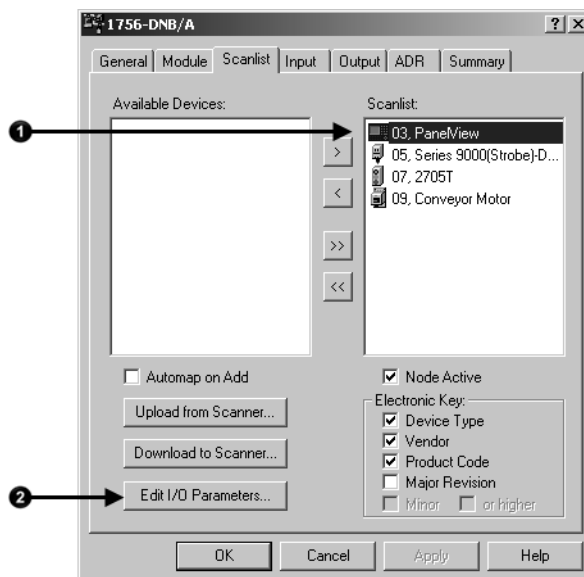 1756-DNB/A
General Module Scanlist Input Output ADR Summary
Available Devices:
Scanlist:
1
03, PanelView
05, Series 9000(Strobe)-D...
07, 2705T
09, Conveyor Motor
>
<
>>
<<
Automap on Add
Node Active
Upload from Scanner...
Download to Scanner...
2
Edit I/O Parameters...
Electronic Key:
Device Type
Vendor
Product Code
Major Revision
Minor or higher
OK Cancel Apply Help